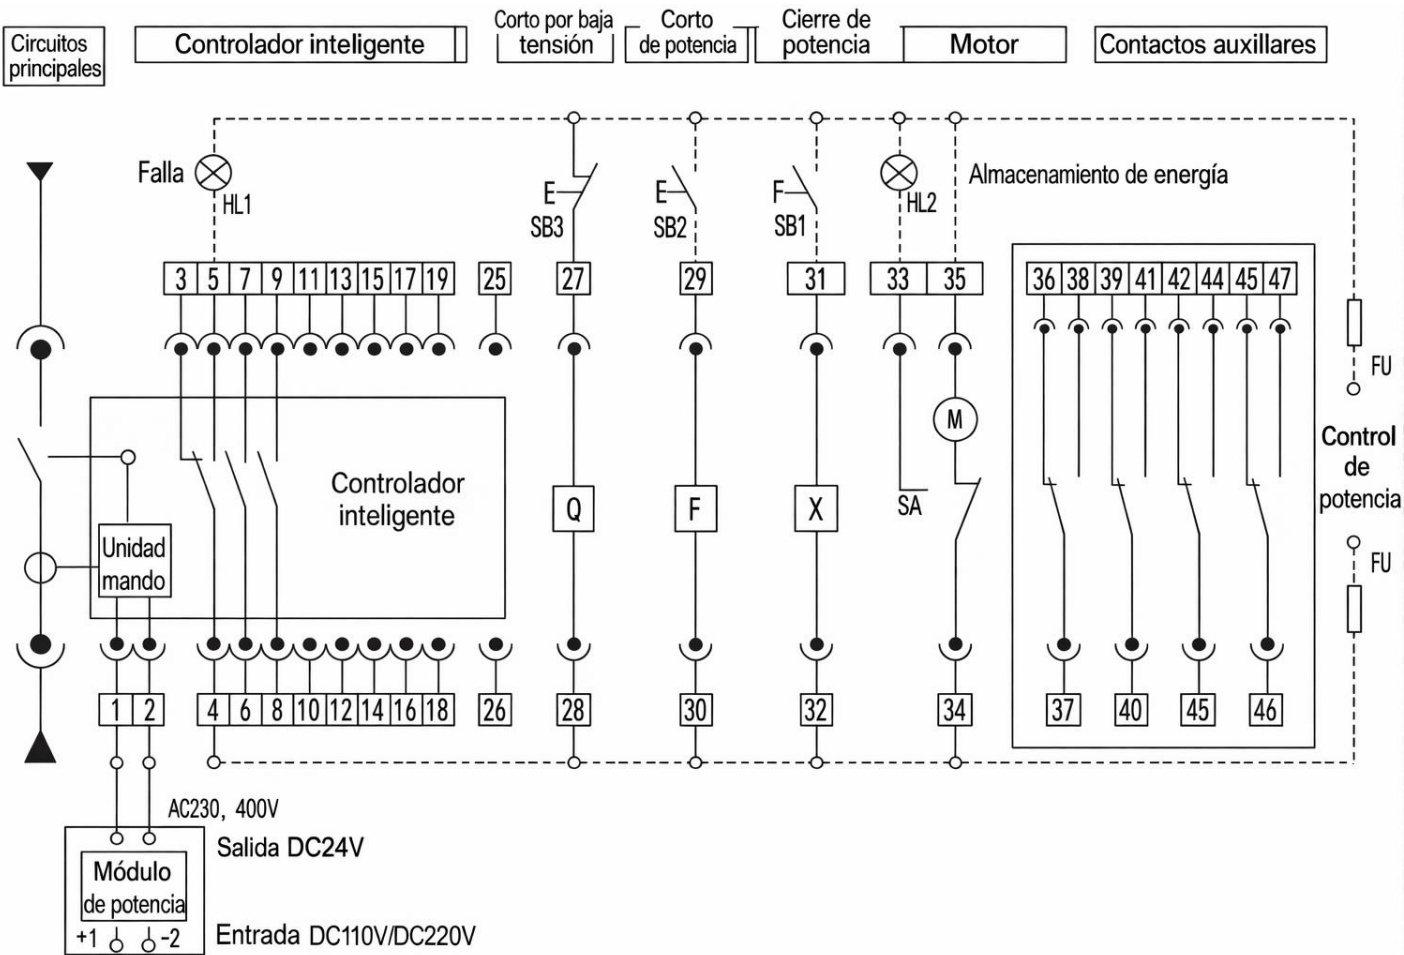 Circuitos
principales
Controlador inteligente
Corto por baja
tensión
Corto
de potencia
Cierre de
potencia
Motor
Contactos auxillares
Falla
HL1
E
SB3
E
SB2
F
SB1
HL2
Almacenamiento de energía
3 5 7 9 11 13 15 17 19 25 27 29 31 33 35 36 38 39 41 42 44 45 47
FU
M
Control
de
potencia
Controlador
inteligente
Q
F
X
SA
Unidad
mando
FU
1 2 4 6 8 10 12 14 16 18 26 28 30 32 34 37 40 45 46
AC230, 400V
Salida DC24V
Módulo
de potencia
+1 -2
Entrada DC110V/DC220V